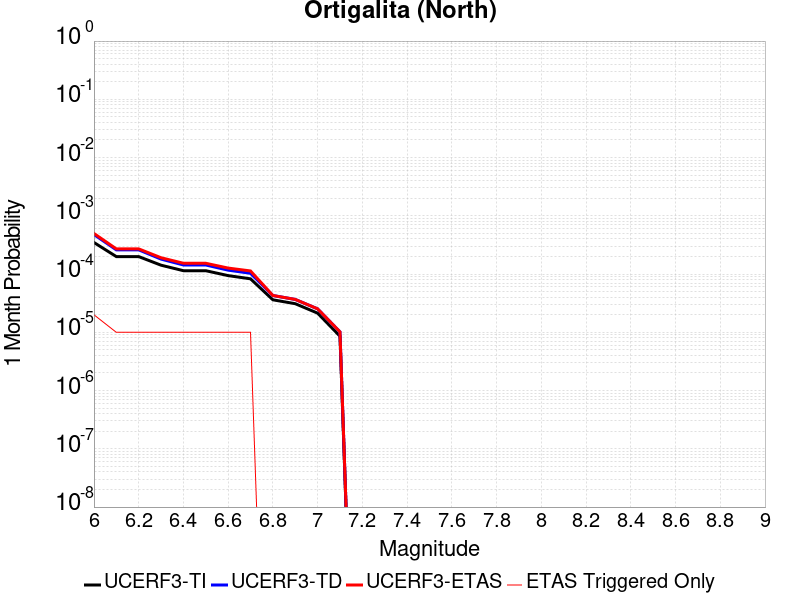 Ortigalita (North)
10^0
10^-1
10^-2
10^-3
10^-4
10^-5
10^-6
10^-7
10^-8
1 Month Probability
6 6.2 6.4 6.6 6.8 7 7.2 7.4 7.6 7.8 8 8.2 8.4 8.6 8.8 9
Magnitude
UCERF3-TI UCERF3-TD UCERF3-ETAS ETAS Triggered Only